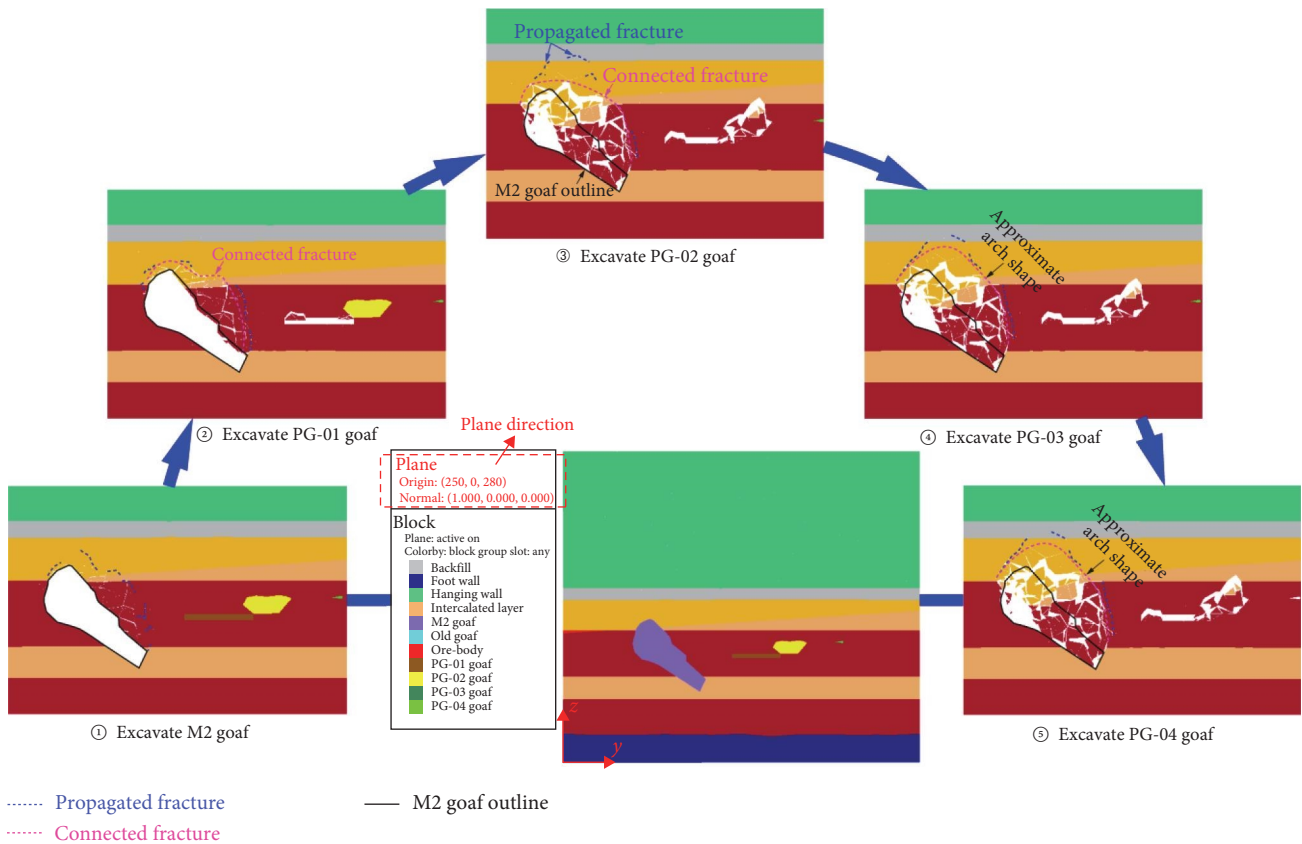 Propagated fracture
Connected fracture
M2 goaf outline
③ Excavate PG-02 goaf
Connected fracture
② Excavate PG-01 goaf
Approximate
arch shape
④ Excavate PG-03 goaf
① Excavate M2 goaf
Plane direction
Plane
Origin: (250, 0, 280)
Normal: (1.000, 0.000, 0.000)
Block
Plane: active on
Colorby: block group slot: any
Backfill
Foot wall
Hanging wall
Intercalated layer
M2 goaf
Old goaf
Ore-body
PG-01 goaf
PG-02 goaf
PG-03 goaf
PG-04 goaf
z
y
Approximate
arch shape
⑤ Excavate PG-04 goaf
Propagated fracture
M2 goaf outline
Connected fracture